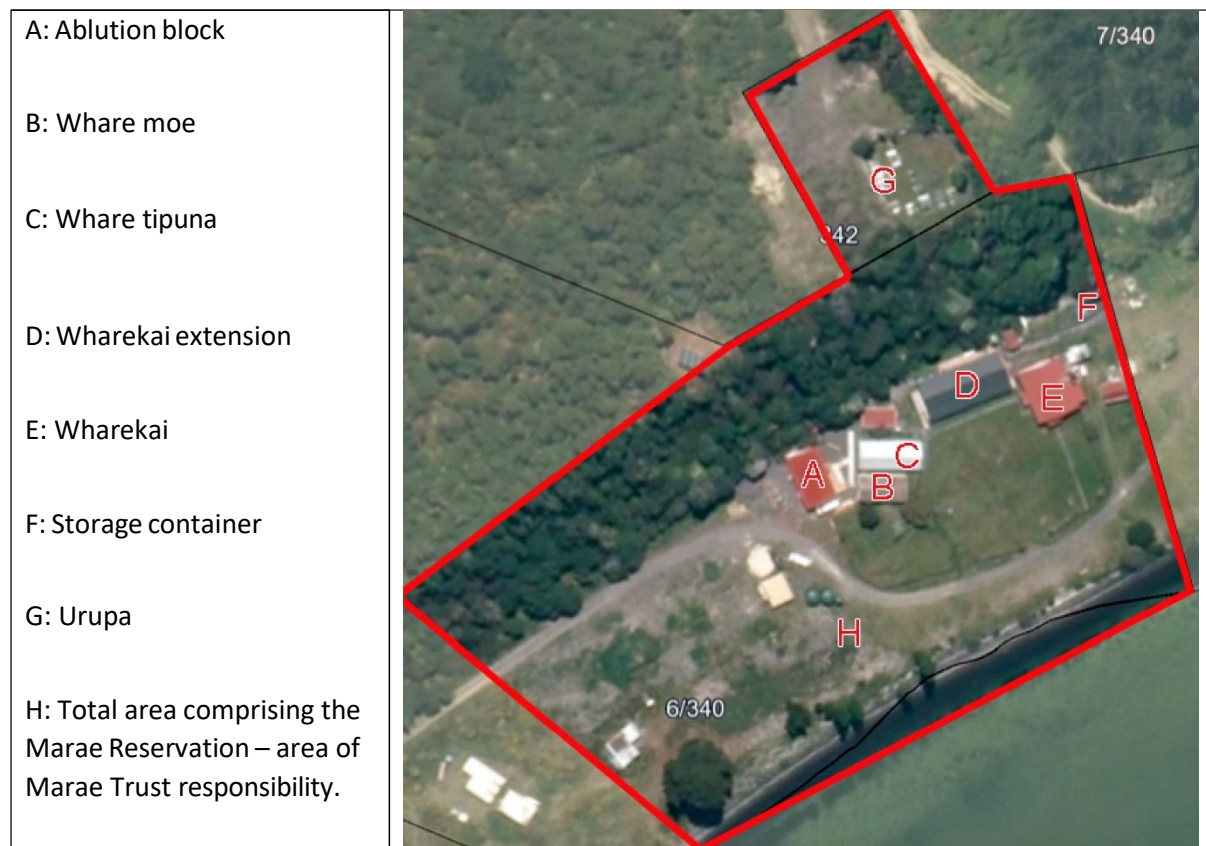 A: Ablution block
B: Whare moe
C: Whare tipuna
D: Wharekai extension
E: Wharekai
F: Storage container
G: Urupa
H: Total area comprising the
Marae Reservation – area of
Marae Trust responsibility.
7/340
G
342
F
D
E
C
A
B
H
6/340